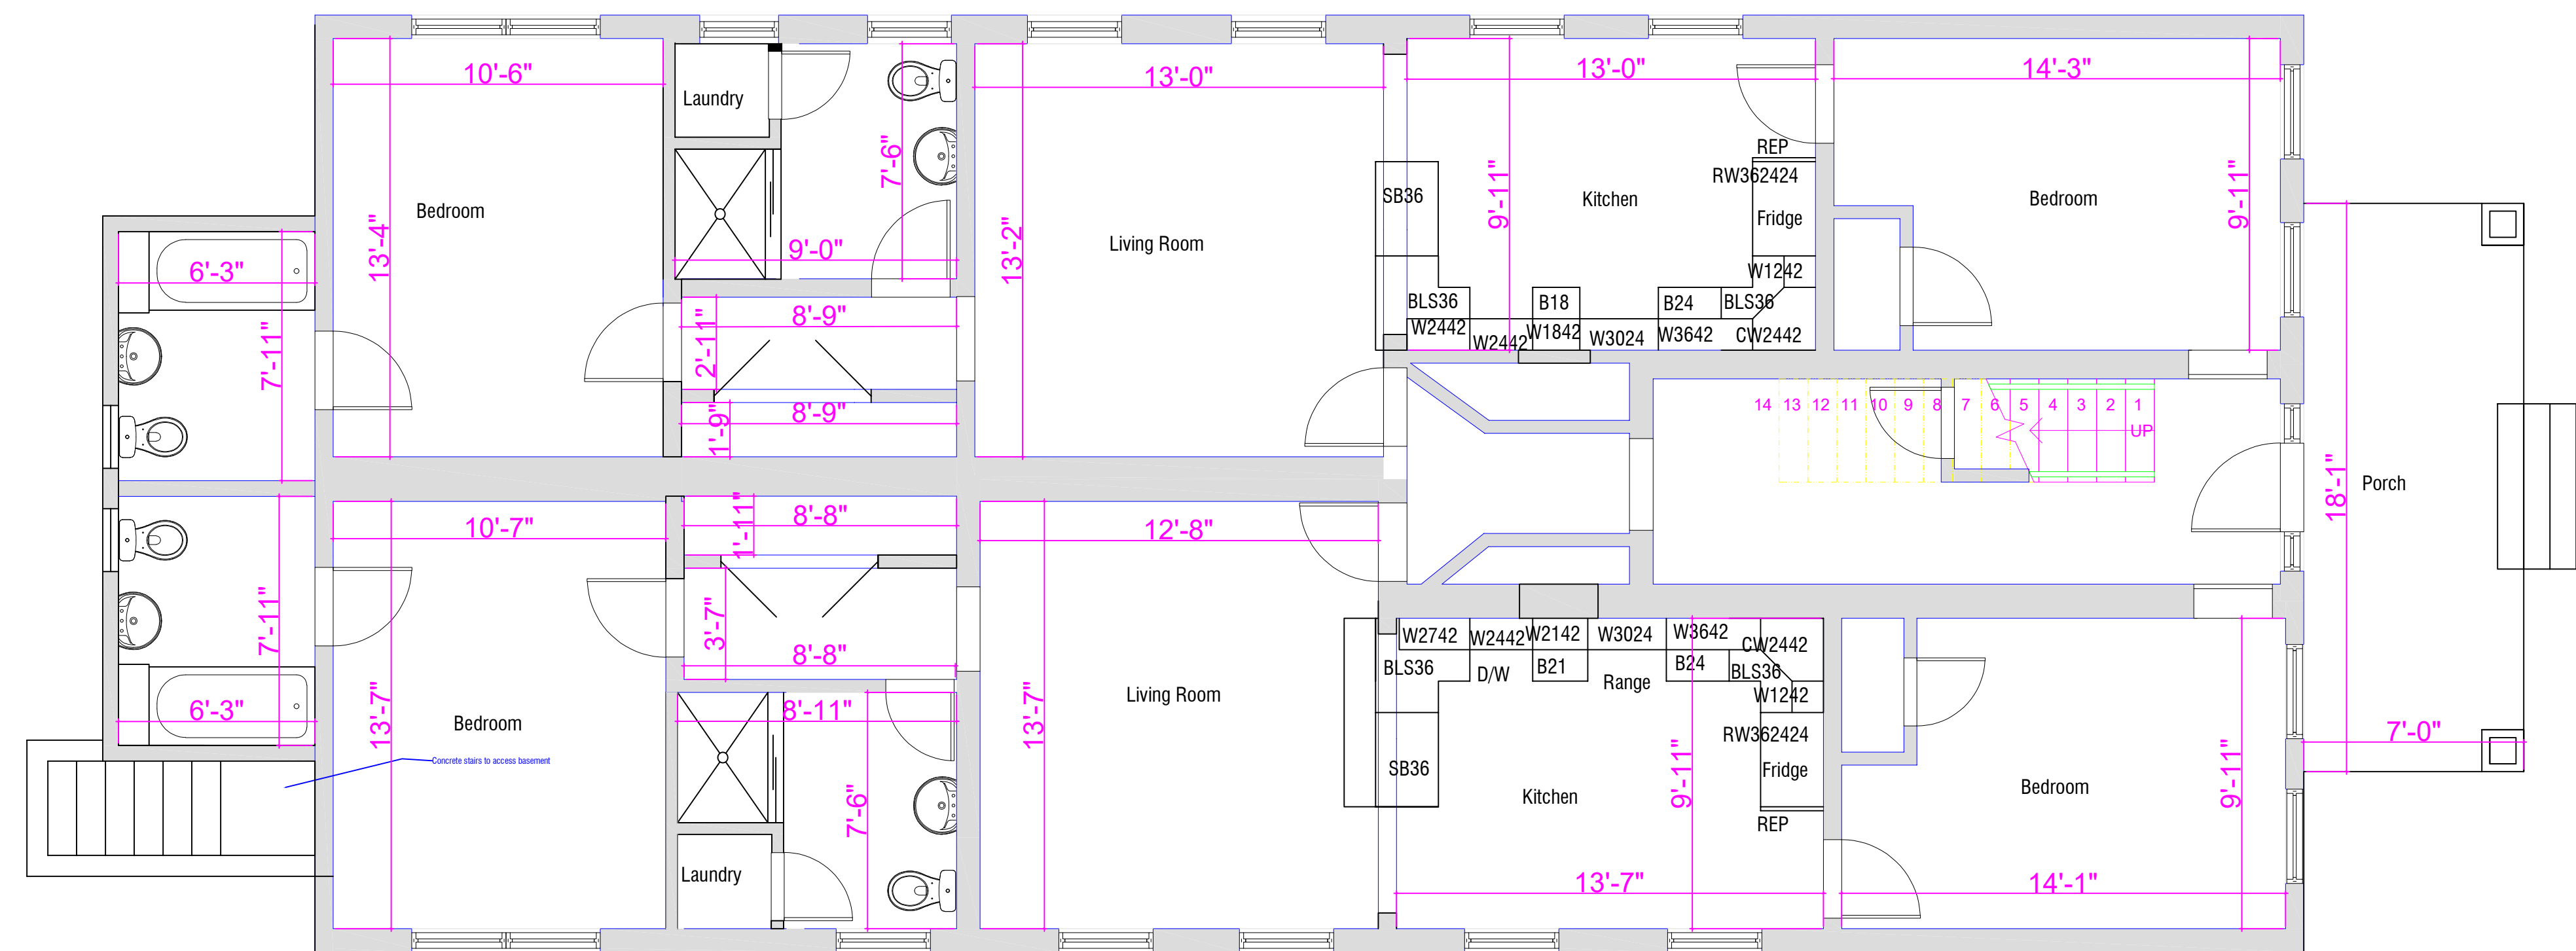 10'-6"
13'-0"
13'-0"
14'-3"
Laundry
7'-6"
REP
RW362424
SB36
9'-11"
Kitchen
9'-11"
Bedroom
Bedroom
Fridge
13'-4"
Living Room
13'-2"
9'-0"
6'-3"
W1242
BLS36
B18
B24
BLS36
8'-9"
2'-11"
W2442
W2442
W1842
W3024
W3642
CW2442
7'-11"
1'-9"
8'-9"
14 13 12 11 10 9 8 7 6 5 4 3 2 1
UP
18'-1"
Porch
10'-7"
1'-11"
8'-8"
12'-8"
7'-11"
3'-7"
8'-8"
W2742
W2442
W2142
W3024
W3642
CW2442
BLS36
D/W
B21
Range
B24
BLS36
W1242
Living Room
6'-3"
13'-7"
Bedroom
8'-11"
13'-7"
RW362424
7'-0"
Concrete stairs to access basement
SB36
Fridge
9'-11"
9'-11"
Kitchen
Bedroom
7'-6"
REP
Laundry
13'-7"
14'-1"